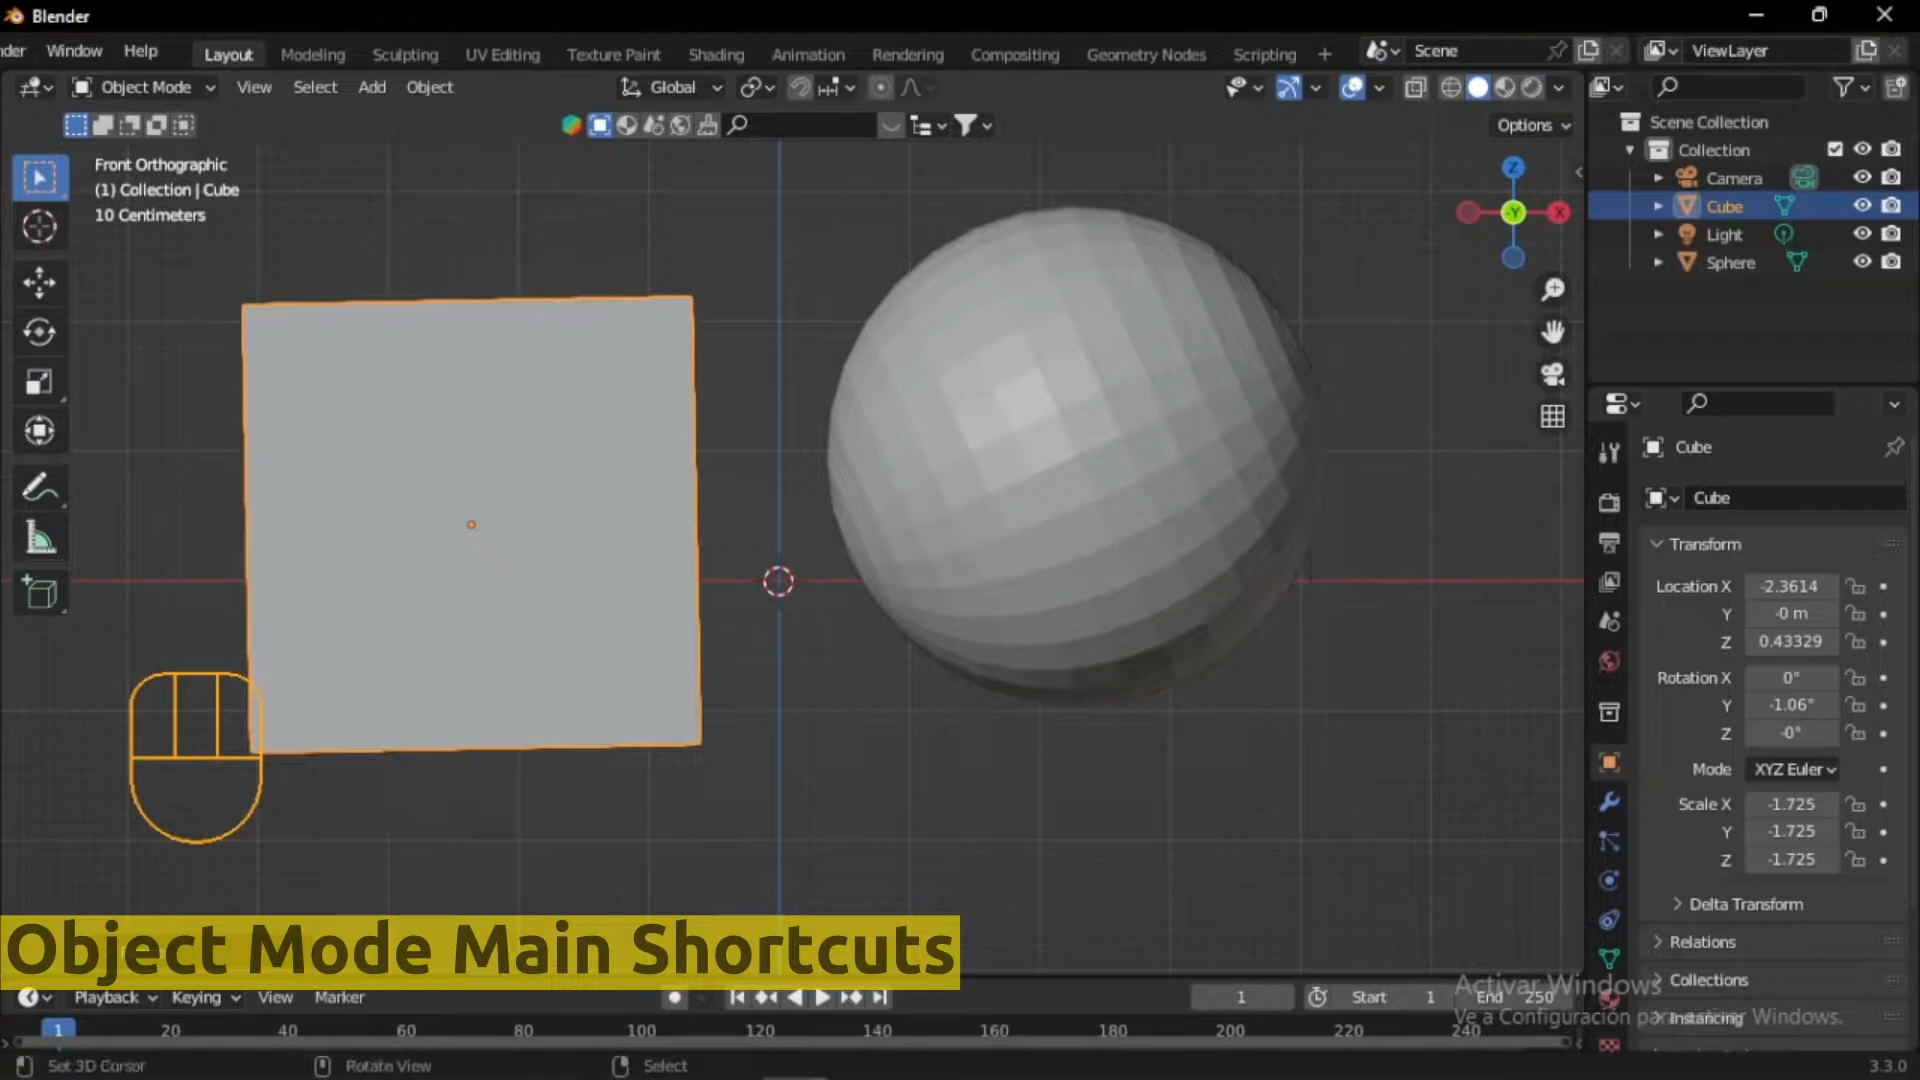 Blender
nder Window Help Layout Modeling Sculpting UV Editing Texture Paint Shading Animation Rendering Compositing Geometry Nodes Scripting + Scene ViewLayer
Object Mode View Select Add Object Global
Options
Front Orthographic
(1) Collection | Cube
10 Centimeters
Z
-Y X
Scene Collection
Collection
Camera
Cube
Light
Sphere
Cube
Cube
Transform
Location X -2.3614
Y -0 m
Z 0.43329
Rotation X 0°
Y -1.06°
Z -0°
Mode XYZ Euler
Scale X -1.725
Y -1.725
Z -1.725
Delta Transform
Relations
Collections
Instancing
Object Mode Main Shortcuts
Activar Windows
Ve a Configuración para activar Windows.
Playback Keying View Marker 1 Start 1 End 250
1 20 40 60 80 100 120 140 160 180 200 220 240
Set 3D Cursor Rotate View Select 3.3.0